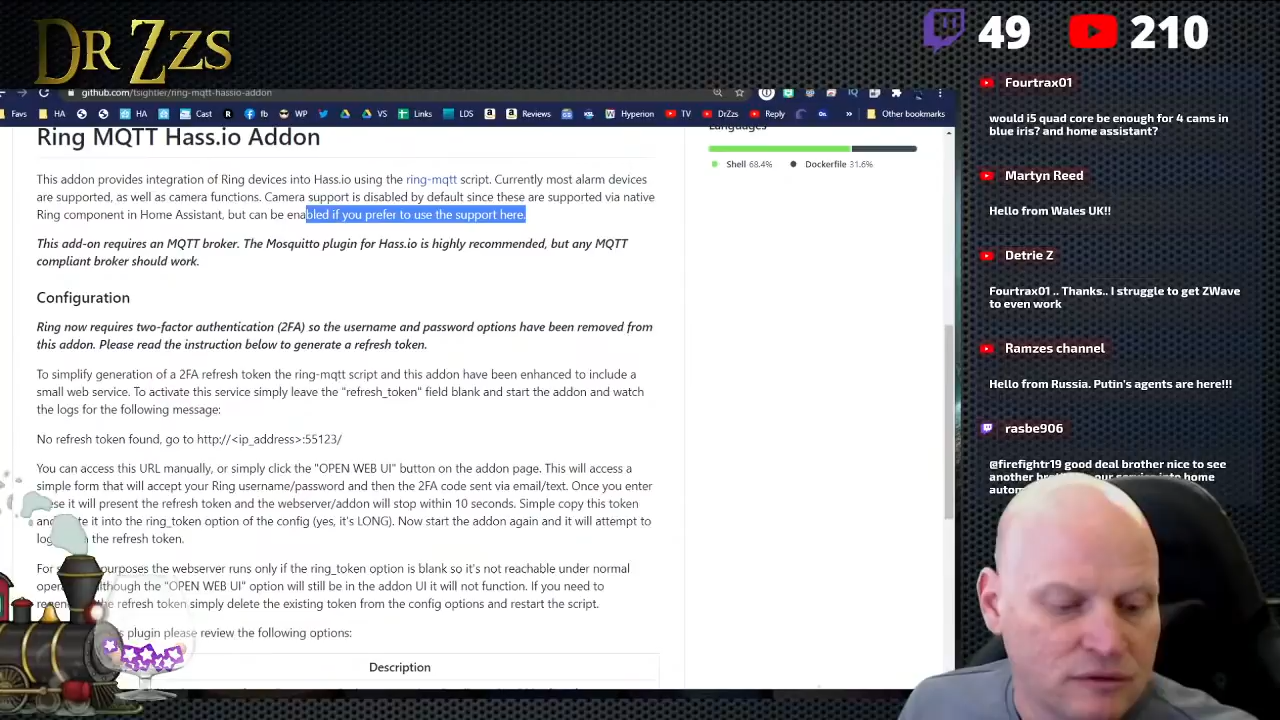 DR ZZS
49
210
github.com/tsightler/ring-mqtt-hassio-addon
Favs
HA
HA
Cast
R
fb
WP
VS
Links
LDS
Reviews
Hyperion
TV
DrZzs
Reply
»
Other bookmarks
Ring MQTT Hass.io Addon
This addon provides integration of Ring devices into Hass.io using the ring-mqtt script. Currently most alarm devices
are supported, as well as camera functions. Camera support is disabled by default since these are supported via native
Ring component in Home Assistant, but can be enabled if you prefer to use the support here.
This add-on requires an MQTT broker. The Mosquitto plugin for Hass.io is highly recommended, but any MQTT
compliant broker should work.
Configuration
Ring now requires two-factor authentication (2FA) so the username and password options have been removed from
this addon. Please read the instruction below to generate a refresh token.
To simplify generation of a 2FA refresh token the ring-mqtt script and this addon have been enhanced to include a
small web service. To activate this service simply leave the "refresh_token" field blank and start the addon and watch
the logs for the following message:
No refresh token found, go to http://<ip_address>:55123/
You can access this URL manually, or simply click the "OPEN WEB UI" button on the addon page. This will access a
simple form that will accept your Ring username/password and then the 2FA code sent via email/text. Once you enter
these it will present the refresh token and the webserver/addon will stop within 10 seconds. Simple copy this token
and it into the ring_token option of the config (yes, it's LONG). Now start the addon again and it will attempt to
the refresh token.
For purposes the webserver runs only if the ring_token option is blank so it's not reachable under normal
although the "OPEN WEB UI" option will still be in the addon UI it will not function. If you need to
the refresh token simply delete the existing token from the config options and restart the script.
plugin please review the following options:
Description
Languages
Shell 68.4%
Dockerfile 31.6%
Fourtrax01
would i5 quad core be enough for 4 cams in
blue iris? and home assistant?
Martyn Reed
Hello from Wales UK!!
Detrie Z
Fourtrax01 .. Thanks.. I struggle to get ZWave
to even work
Ramzes channel
Hello from Russia. Putin's agents are here!!!
rasbe906
@firefightr19 good deal brother nice to see
another service into home